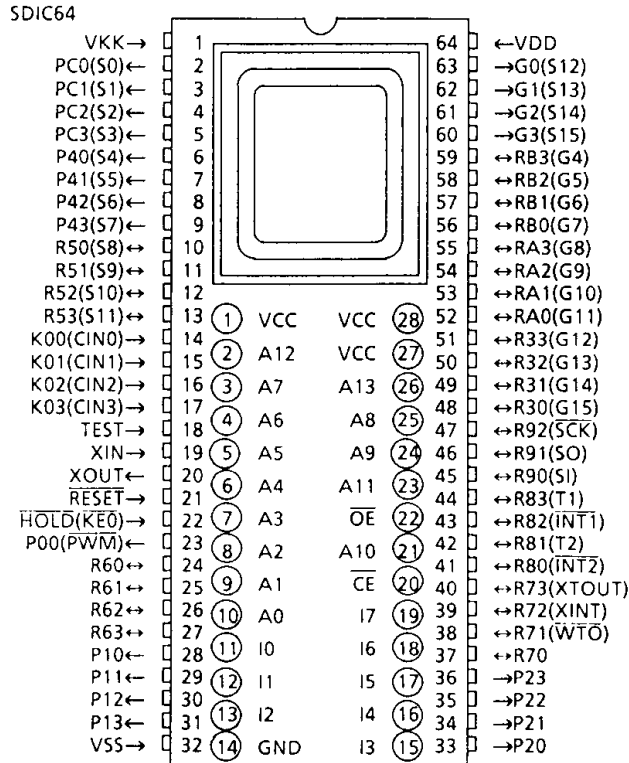 SDIC64
VKK→ 1 64 ←VDD
PC0(S0)← 2 63 →G0(S12)
PC1(S1)← 3 62 →G1(S13)
PC2(S2)← 4 61 →G2(S14)
PC3(S3)← 5 60 →G3(S15)
P40(S4)← 6 59 ↔RB3(G4)
P41(S5)← 7 58 ↔RB2(G5)
P42(S6)← 8 57 ↔RB1(G6)
P43(S7)← 9 56 ↔RB0(G7)
R50(S8)↔ 10 55 ↔RA3(G8)
R51(S9)↔ 11 54 ↔RA2(G9)
R52(S10)↔ 12 53 ↔RA1(G10)
R53(S11)↔ 13 ① VCC VCC ㉘ 52 ↔RA0(G11)
K00(CIN0)→ 14 51 ↔R33(G12)
K01(CIN1)→ 15 ② A12 VCC ㉗ 50 ↔R32(G13)
K02(CIN2)→ 16 ③ A7 A13 ㉖ 49 ↔R31(G14)
K03(CIN3)→ 17 48 ↔R30(G15)
TEST→ 18 ④ A6 A8 ㉕ 47 ↔R92(S̅C̅K̅)
XIN→ 19 ⑤ A5 A9 ㉔ 46 ↔R91(SO)
XOUT← 20 45 ↔R90(SI)
R̅E̅S̅E̅T̅→ 21 ⑥ A4 A11 ㉓ 44 ↔R83(T1)
H̅O̅L̅D̅(K̅E̅0̅)→ 22 ⑦ A3 O̅E̅ ㉒ 43 ↔R82(I̅N̅T̅1̅)
P00(P̅W̅M̅)← 23 ⑧ A2 A10 ㉑ 42 ↔R81(T2)
R60↔ 24 41 ↔R80(I̅N̅T̅2̅)
R61↔ 25 ⑨ A1 C̅E̅ ⑳ 40 ↔R73(XTOUT)
R62↔ 26 ⑩ A0 I7 ⑲ 39 ↔R72(XINT)
R63↔ 27 38 ↔R71(W̅T̅O̅)
P10← 28 ⑪ I0 I6 ⑱ 37 ↔R70
P11← 29 ⑫ I1 I5 ⑰ 36 →P23
P12← 30 35 →P22
P13← 31 ⑬ I2 I4 ⑯ 34 →P21
VSS→ 32 ⑭ GND I3 ⑮ 33 →P20